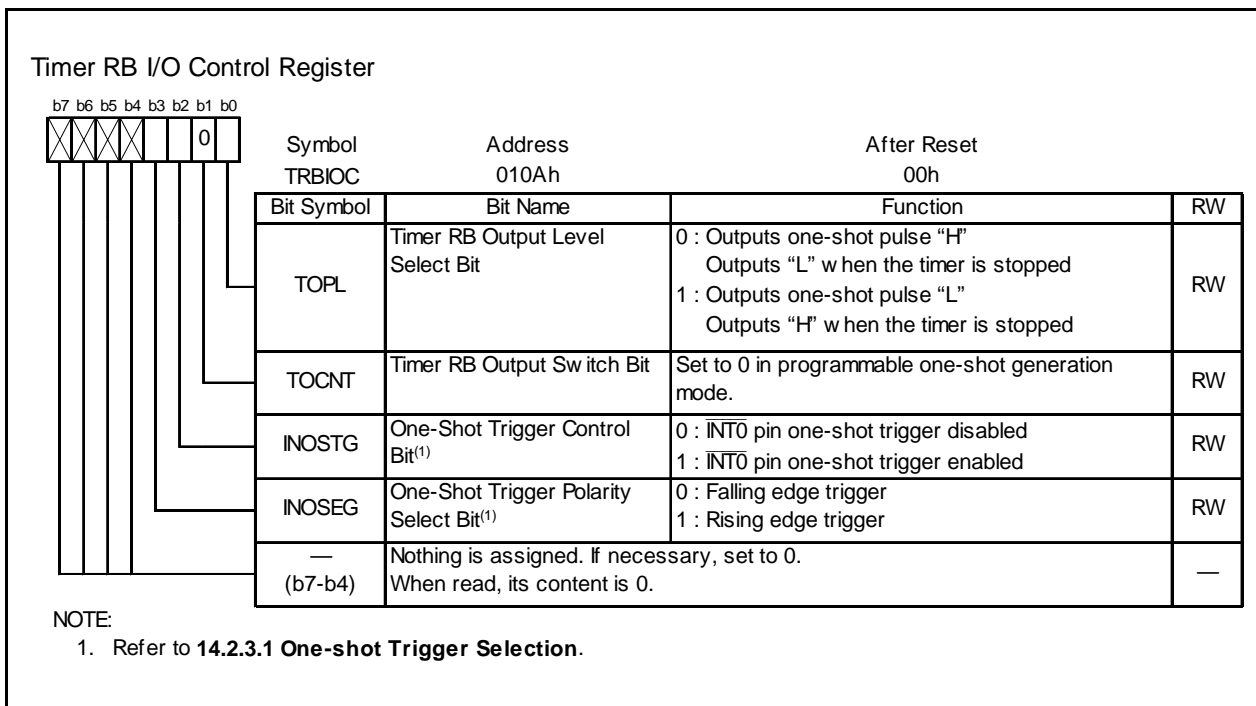 Timer RB I/O Control Register
b7 b6 b5 b4 b3 b2 b1 b0
0
Symbol Address After Reset
TRBIOC 010Ah 00h
Bit Symbol Bit Name Function RW
TOPL
Timer RB Output Level
Select Bit
0 : Outputs one-shot pulse “H”
Outputs “L” when the timer is stopped
1 : Outputs one-shot pulse “L”
Outputs “H” when the timer is stopped
RW
TOCNT
Timer RB Output Switch Bit
Set to 0 in programmable one-shot generation
mode.
RW
INOSTG
One-Shot Trigger Control
Bit(1)
0 : INT0 pin one-shot trigger disabled
1 : INT0 pin one-shot trigger enabled
RW
INOSEG
One-Shot Trigger Polarity
Select Bit(1)
0 : Falling edge trigger
1 : Rising edge trigger
RW
—
(b7-b4)
Nothing is assigned. If necessary, set to 0.
When read, its content is 0.
—
NOTE:
1. Refer to 14.2.3.1 One-shot Trigger Selection.